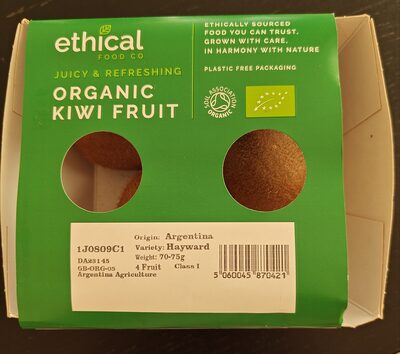 ethical
FOOD CO
JUICY & REFRESHING
ORGANIC
KIWI FRUIT
ETHICALLY SOURCED
FOOD YOU CAN TRUST,
GROWN WITH CARE,
IN HARMONY WITH NATURE
PLASTIC FREE PACKAGING
SOIL ASSOCIATION
ORGANIC
Origin: Argentina
1J0809C1 Variety: Hayward
Weight: 70-75g
DA23145
GB-ORG-05 4 Fruit Class 1
Argentina Agriculture
5 060045 870421